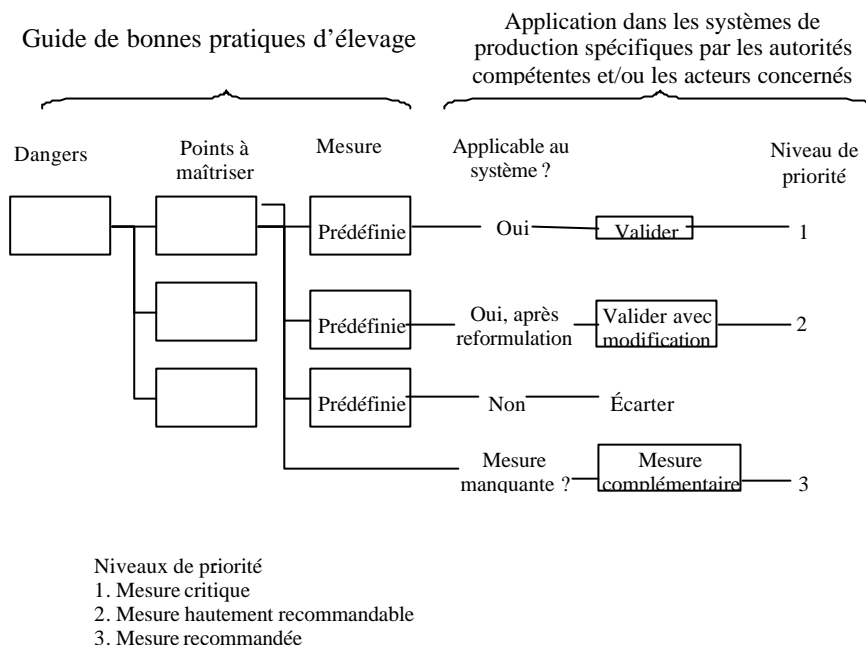 Guide de bonnes pratiques d’élevage
Application dans les systèmes de
production spécifiques par les autorités
compétentes et/ou les acteurs concernés
Dangers
Points à
maîtriser
Mesure
Applicable au
système ?
Niveau de
priorité
Prédéfinie
Oui
Valider
1
Prédéfinie
Oui, après
reformulation
Valider avec
modification
2
Prédéfinie
Non
Écarter
Mesure
manquante ?
Mesure
complémentaire
3
Niveaux de priorité
1. Mesure critique
2. Mesure hautement recommandable
3. Mesure recommandée